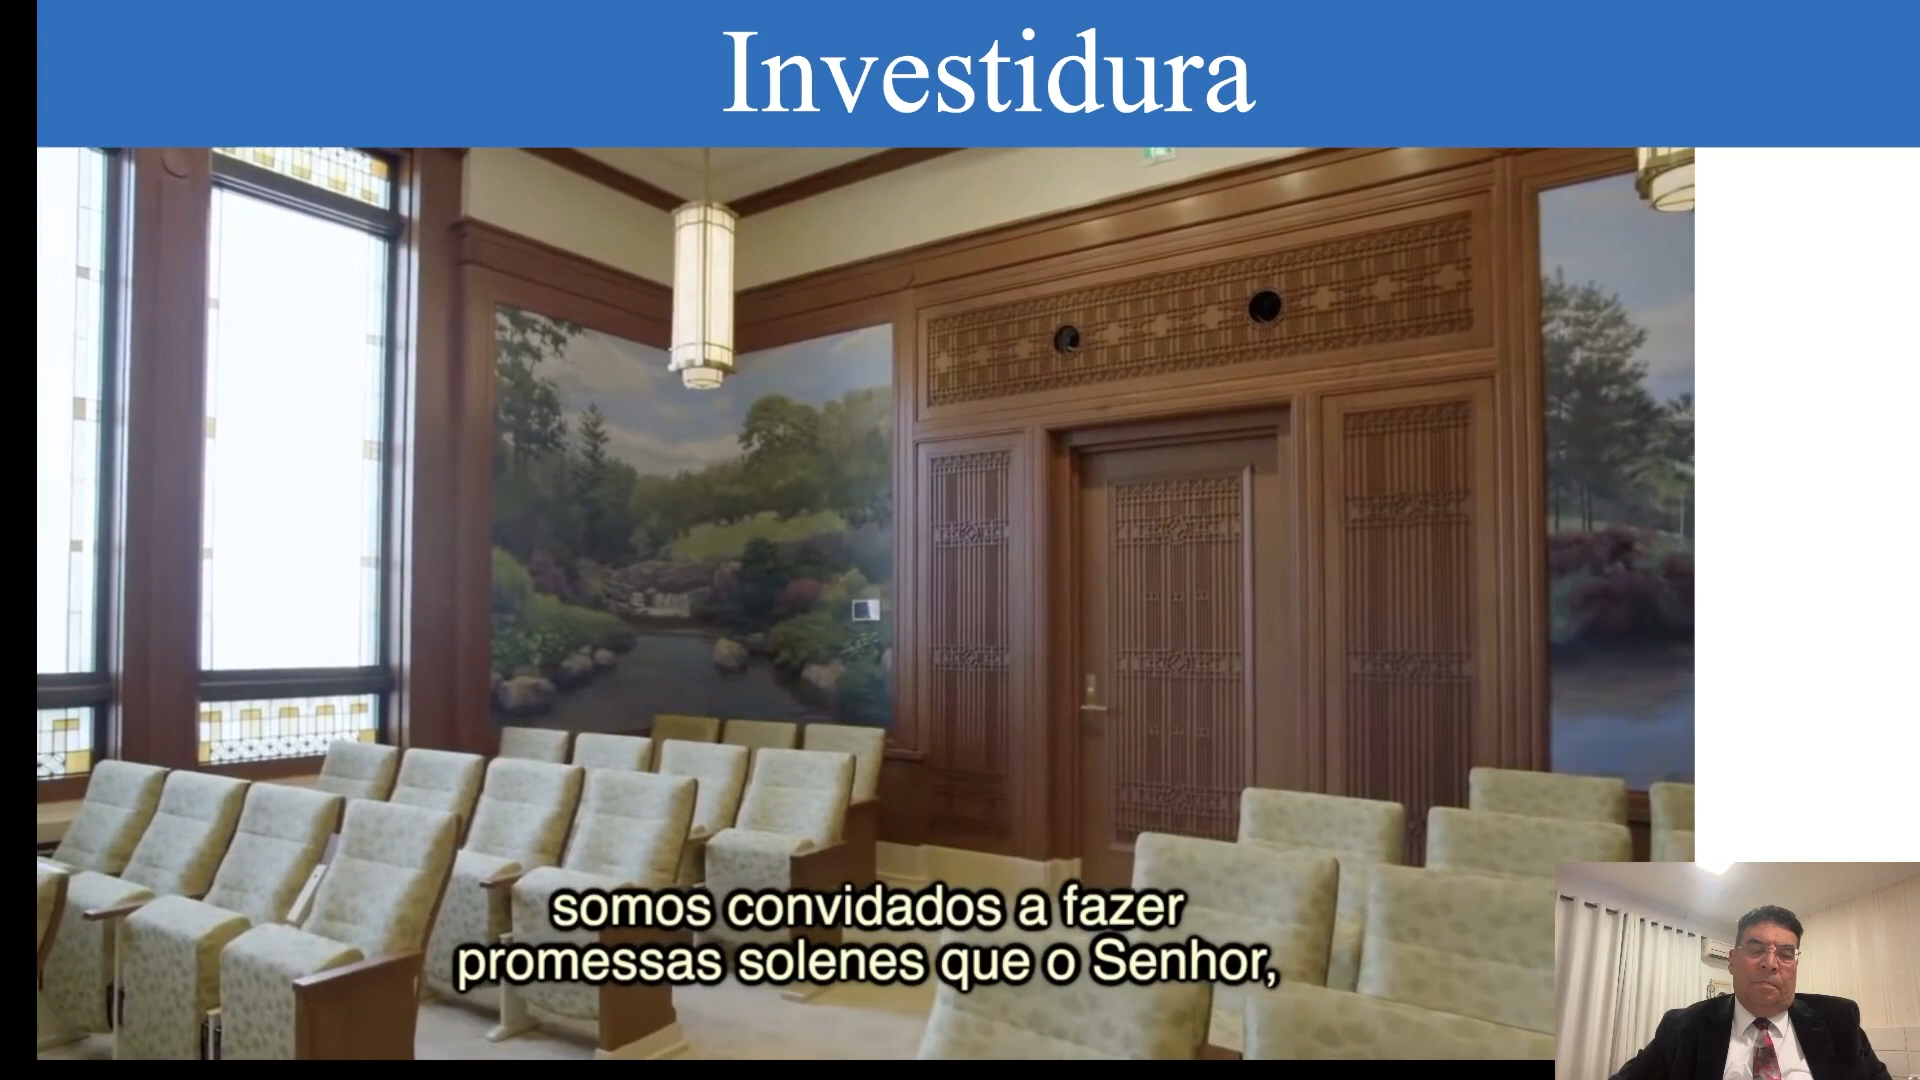 Investidura
somos convidados a fazer
promessas solenes que o Senhor,